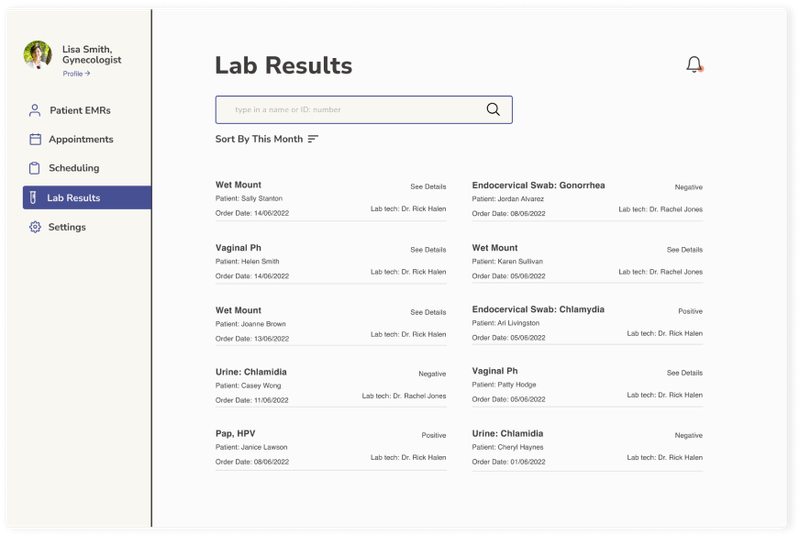 Lisa Smith,
Gynecologist
Profile →
Patient EMRs
Appointments
Scheduling
Lab Results
Settings
Lab Results
type in a name or ID: number
Sort By This Month
Wet Mount
See Details
Patient: Sally Stanton
Order Date: 14/06/2022
Lab tech: Dr. Rick Halen
Vaginal Ph
See Details
Patient: Helen Smith
Order Date: 14/06/2022
Lab tech: Dr. Rick Halen
Wet Mount
See Details
Patient: Joanne Brown
Order Date: 13/06/2022
Lab tech: Dr. Rick Halen
Urine: Chlamidia
Negative
Patient: Casey Wong
Order Date: 11/06/2022
Lab tech: Dr. Rachel Jones
Pap, HPV
Positive
Patient: Janice Lawson
Order Date: 08/06/2022
Lab tech: Dr. Rick Halen
Endocervical Swab: Gonorrhea
Negative
Patient: Jordan Alvarez
Order Date: 08/06/2022
Lab tech: Dr. Rachel Jones
Wet Mount
See Details
Patient: Karen Sullivan
Order Date: 05/06/2022
Lab tech: Dr. Rachel Jones
Endocervical Swab: Chlamydia
Positive
Patient: Ari Livingston
Order Date: 05/06/2022
Lab tech: Dr. Rick Halen
Vaginal Ph
See Details
Patient: Patty Hodge
Order Date: 05/06/2022
Lab tech: Dr. Rick Halen
Urine: Chlamidia
Negative
Patient: Cheryl Haynes
Order Date: 01/06/2022
Lab tech: Dr. Rick Halen